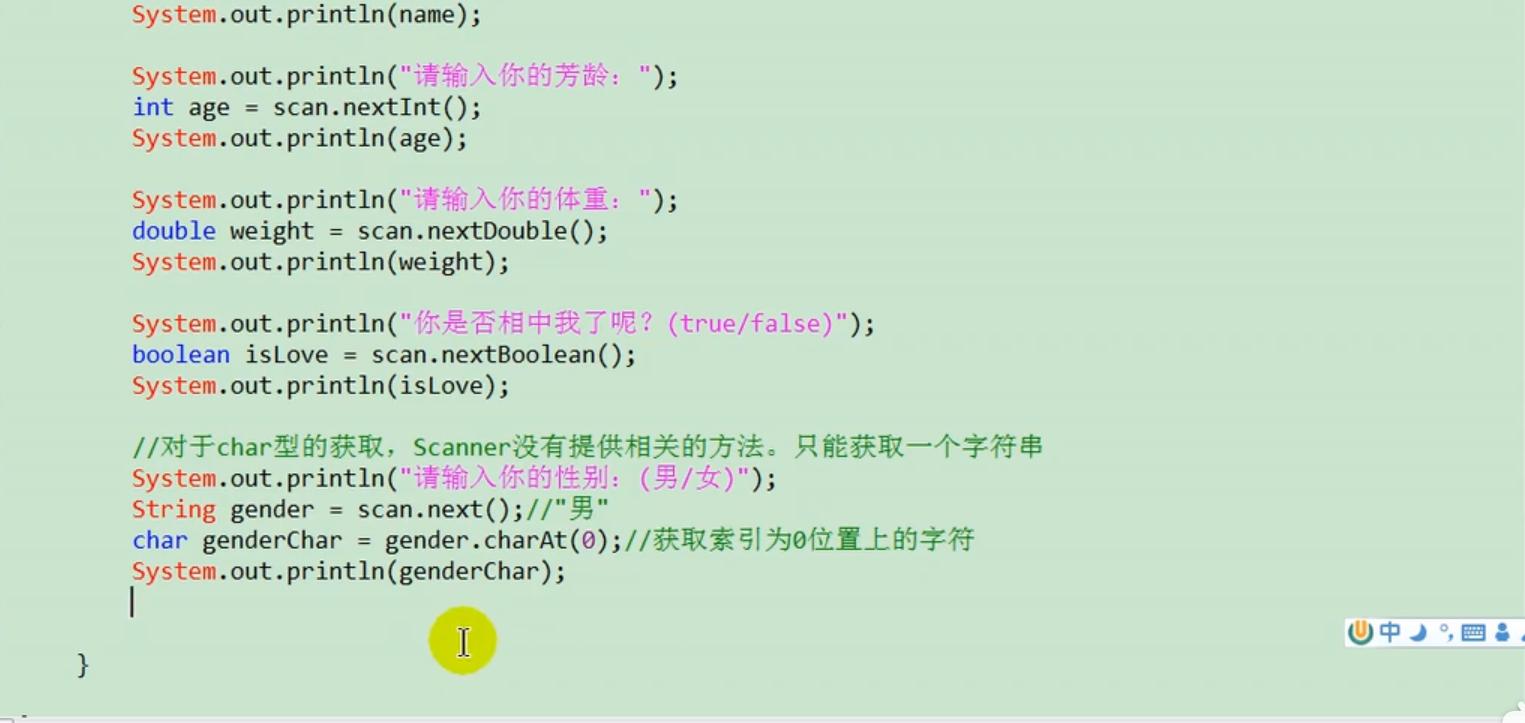 System.out.println(name);
System.out.println("请输入你的芳龄：");
int age = scan.nextInt();
System.out.println(age);
System.out.println("请输入你的体重：");
double weight = scan.nextDouble();
System.out.println(weight);
System.out.println("你是否相中我了呢？(true/false)");
boolean isLove = scan.nextBoolean();
System.out.println(isLove);
//对于char型的获取，Scanner没有提供相关的方法。只能获取一个字符串
System.out.println("请输入你的性别：(男/女)");
String gender = scan.next();//"男"
char genderChar = gender.charAt(0);//获取索引为0位置上的字符
System.out.println(genderChar);
中
}